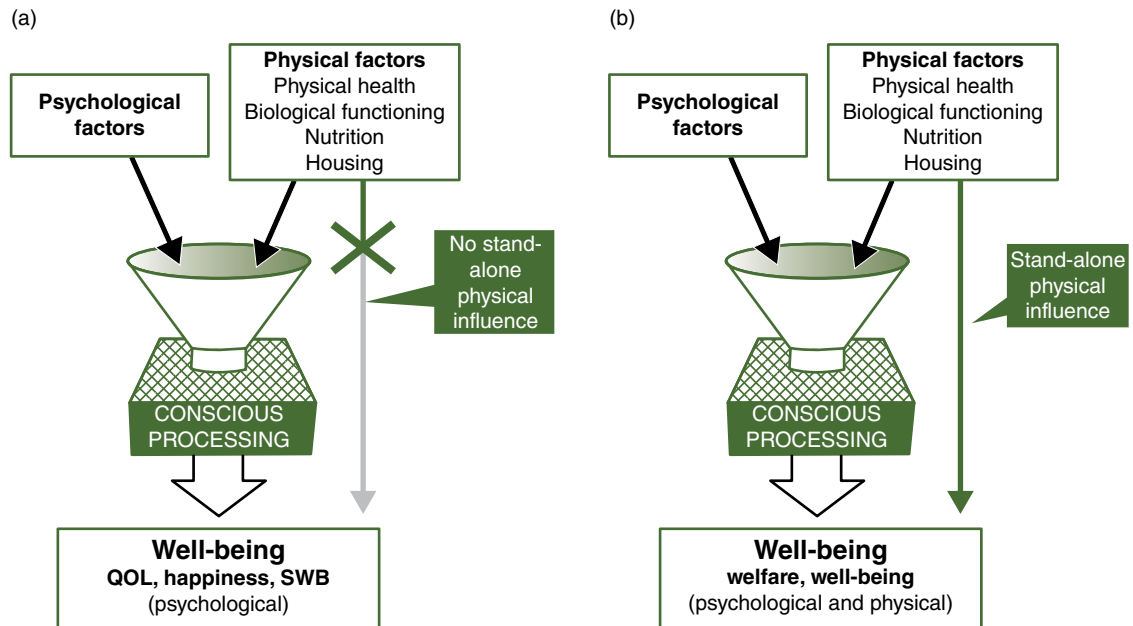 (a)
Psychological
factors
Physical factors
Physical health
Biological functioning
Nutrition
Housing
No stand-
alone
physical
influence
CONSCIOUS
PROCESSING
Well-being
QOL, happiness, SWB
(psychological)
(b)
Psychological
factors
Physical factors
Physical health
Biological functioning
Nutrition
Housing
Stand-alone
physical
influence
CONSCIOUS
PROCESSING
Well-being
welfare, well-being
(psychological and physical)